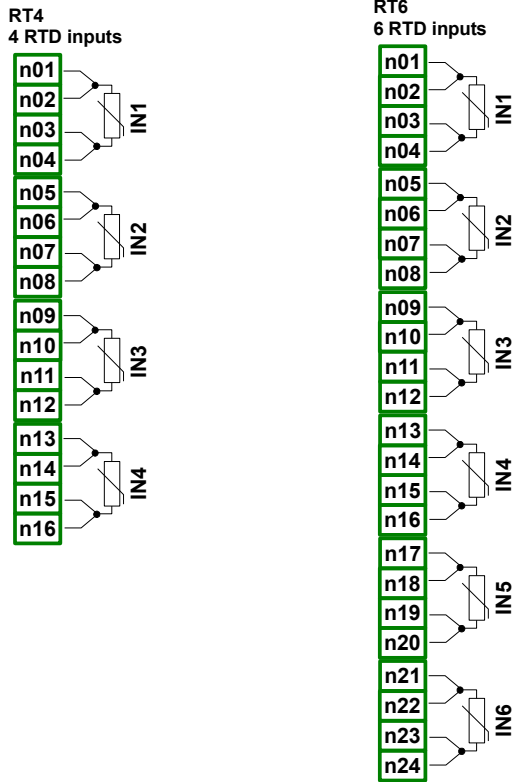 RT4
4 RTD inputs
n01
n02
n03
n04
IN1
n05
n06
n07
n08
IN2
n09
n10
n11
n12
IN3
n13
n14
n15
n16
IN4
RT6
6 RTD inputs
n01
n02
n03
n04
IN1
n05
n06
n07
n08
IN2
n09
n10
n11
n12
IN3
n13
n14
n15
n16
IN4
n17
n18
n19
n20
IN5
n21
n22
n23
n24
IN6